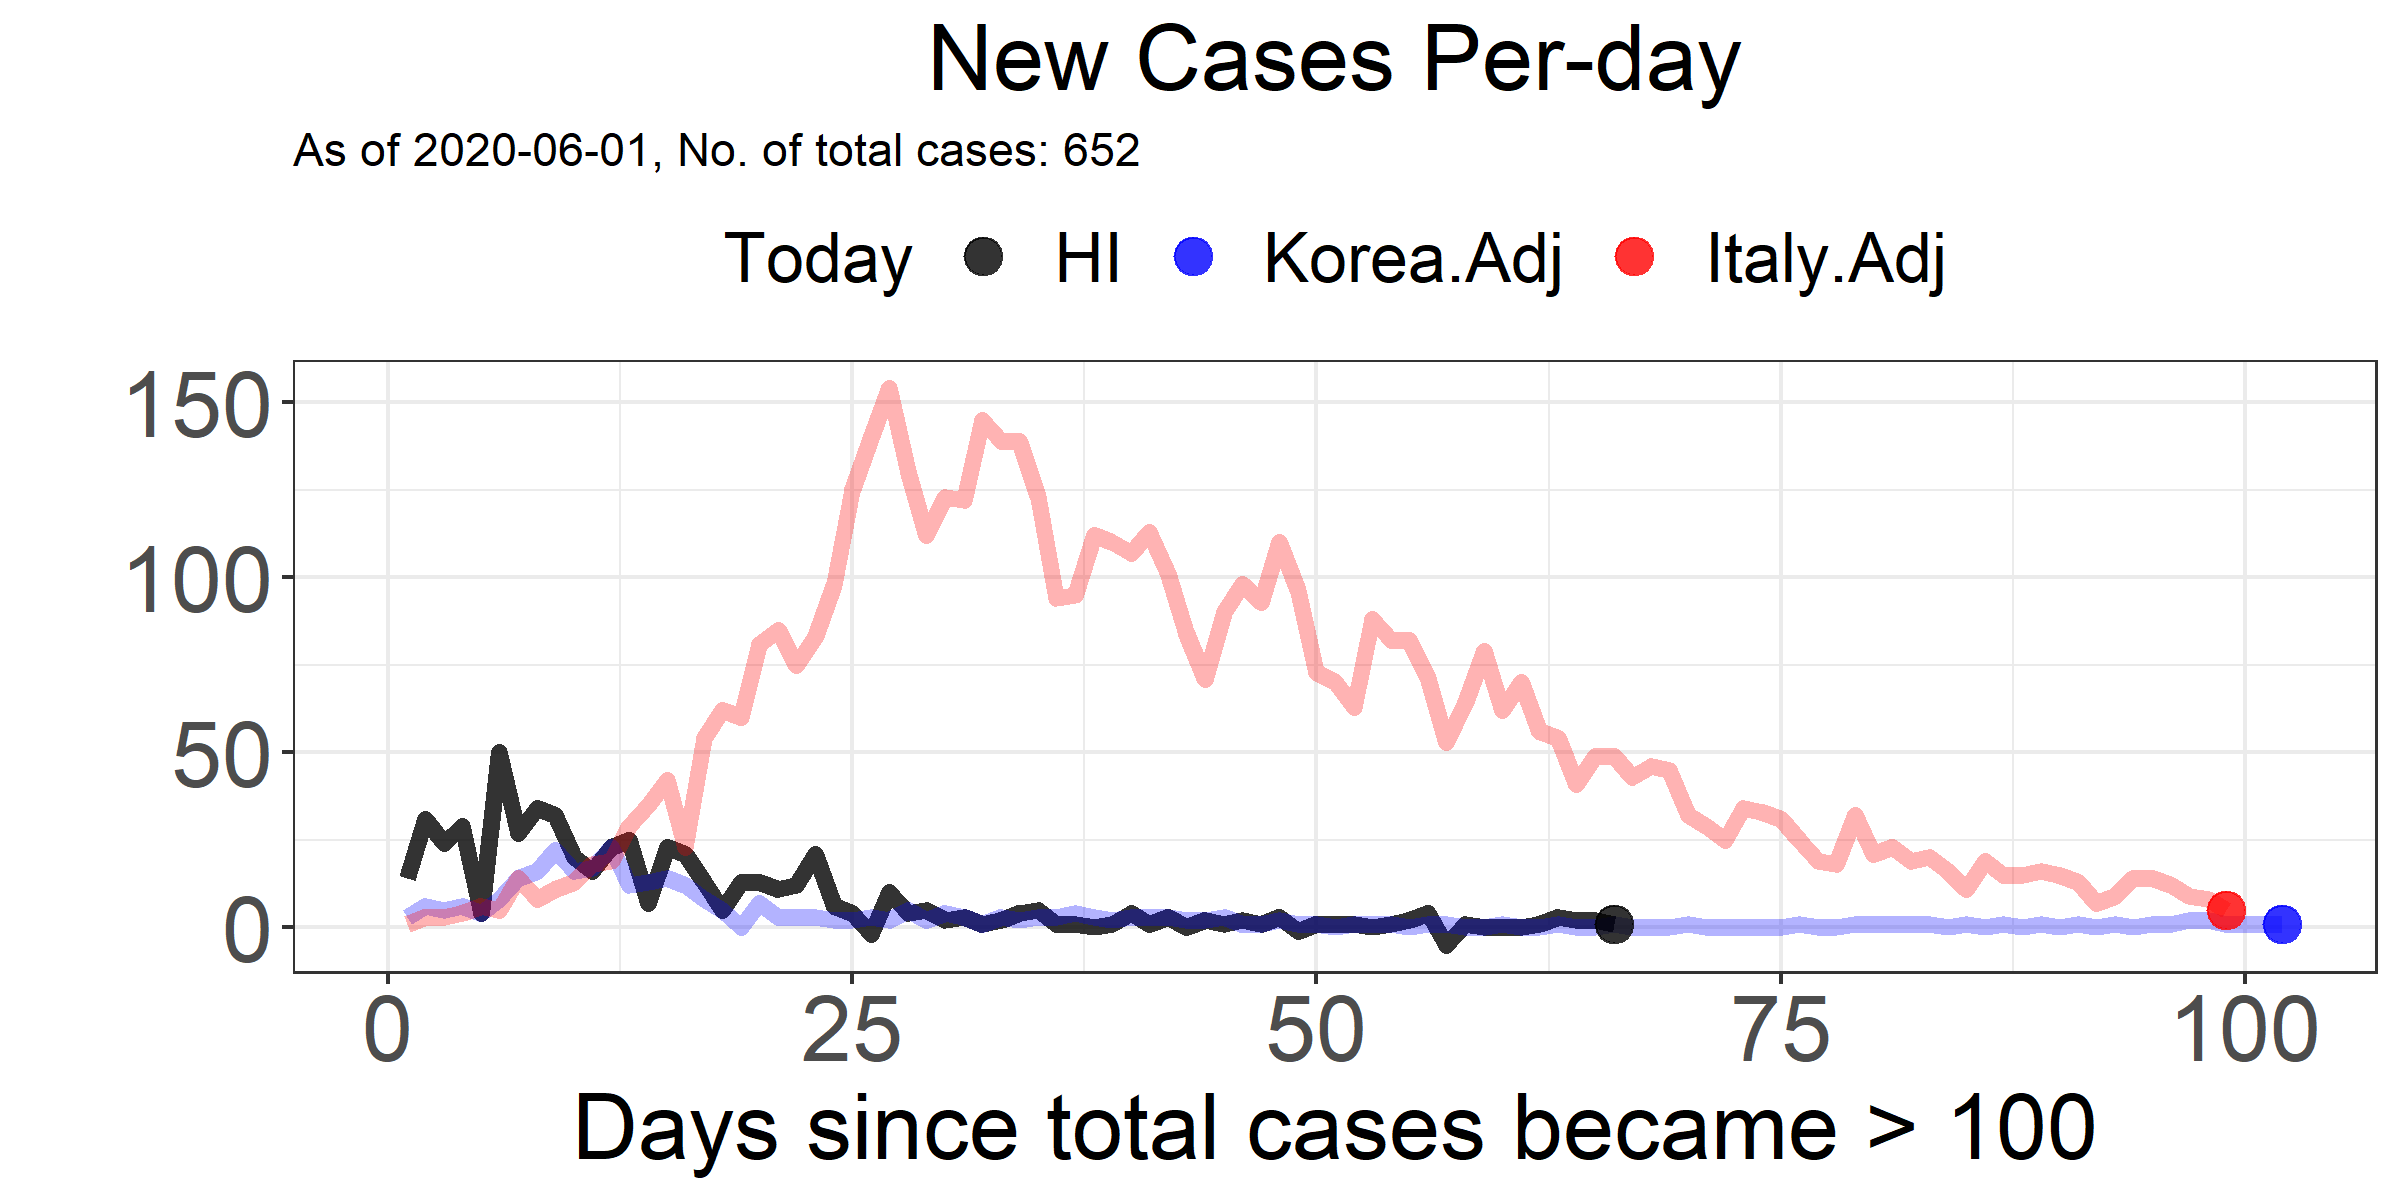 New Cases Per-day
As of 2020-06-01, No. of total cases: 652
Today HI Korea.Adj Italy.Adj
150
100
50
0
0 25 50 75 100
Days since total cases became > 100